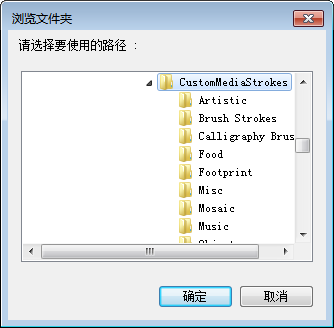 浏览文件夹
请选择要使用的路径 ：
CustomMediaStrokes
Artistic
Brush Strokes
Calligraphy Brus
Food
Footprint
Misc
Mosaic
Music
确定
取消